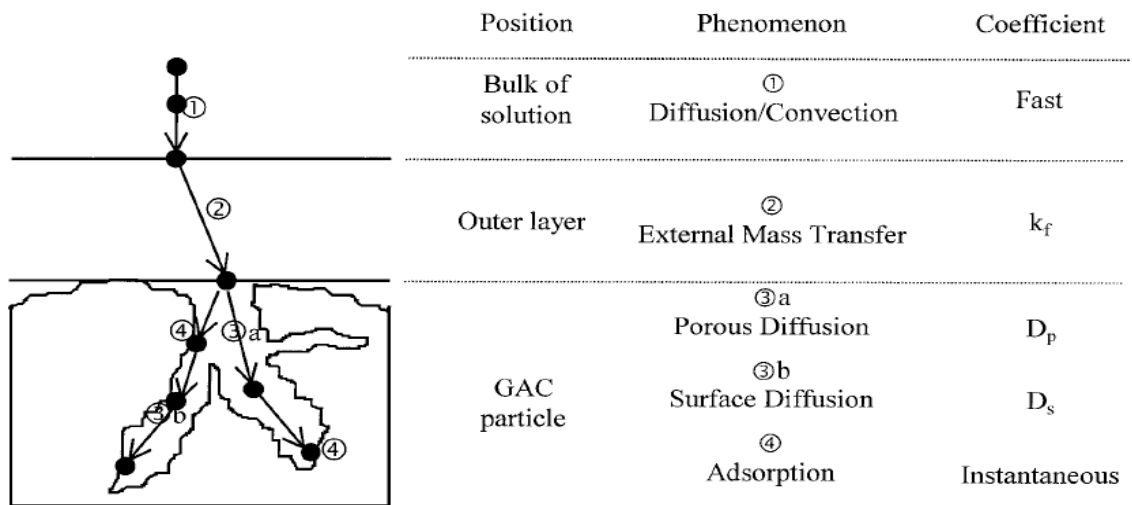 Position Phenomenon Coefficient
①
Bulk of
solution
①
Diffusion/Convection
Fast
②
Outer layer
②
External Mass Transfer
k_f
④ ③a
③b
④
GAC
particle
③a
Porous Diffusion
D_p
③b
Surface Diffusion
D_s
④
Adsorption
Instantaneous